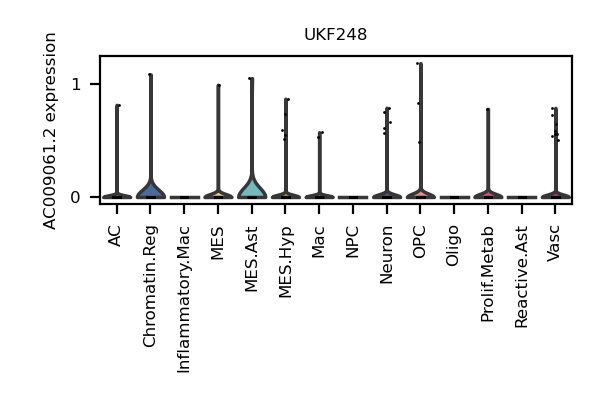 UKF248
AC009061.2 expression
1
0
AC
Chromatin.Reg
Inflammatory.Mac
MES
MES.Ast
MES.Hyp
Mac
NPC
Neuron
OPC
Oligo
Prolif.Metab
Reactive.Ast
Vasc